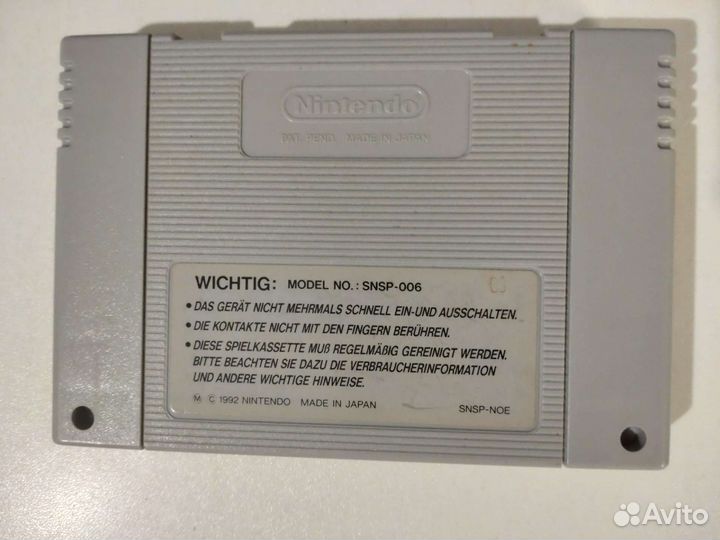 Nintendo
PAT. PEND. MADE IN JAPAN
WICHTIG: MODEL NO.: SNSP-006
• DAS GERÄT NICHT MEHRMALS SCHNELL EIN-UND AUSSCHALTEN.
• DIE KONTAKTE NICHT MIT DEN FINGERN BERÜHREN.
• DIESE SPIELKASSETTE MUß REGELMÄßIG GEREINIGT WERDEN.
BITTE BEACHTEN SIE DAZU DIE VERBRAUCHERINFORMATION
UND ANDERE WICHTIGE HINWEISE.
Ⓜ © 1992 NINTENDO MADE IN JAPAN SNSP-NOE
Avito